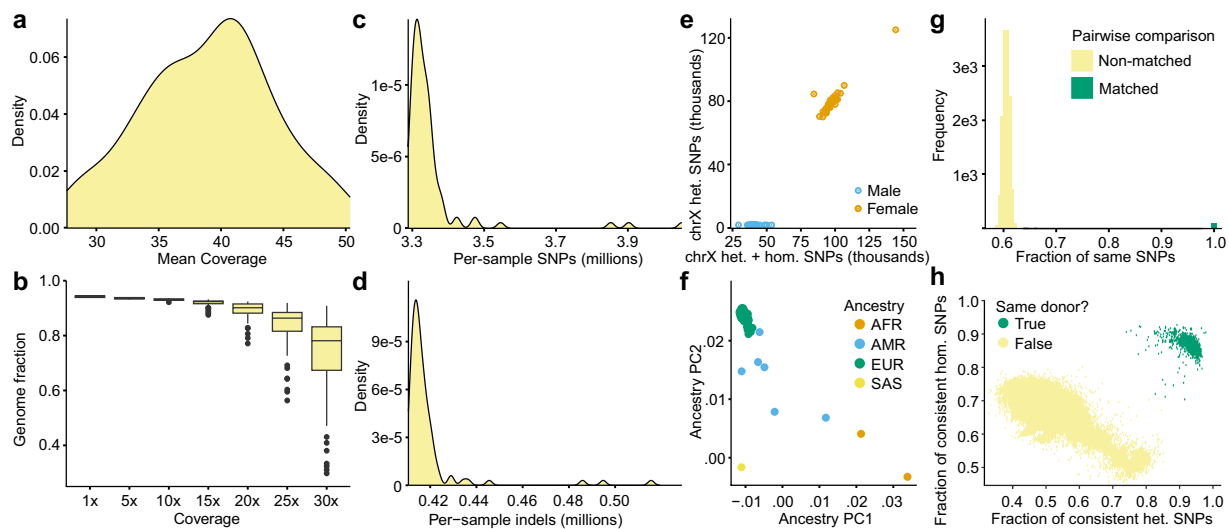 a
Density
0.06
0.04
0.02
0.00
30
35
40
45
50
Mean Coverage
b
Genome fraction
1.0
0.8
0.6
0.4
1x
5x
10x
15x
20x
25x
30x
Coverage
c
Density
1e-5
5e-6
0
3.3
3.5
3.7
3.9
Per-sample SNPs (millions)
d
Density
9e-5
6e-5
3e-5
0
0.42
0.44
0.46
0.48
0.50
Per−sample indels (millions)
e
chrX het. SNPs (thousands)
120
80
40
0
Male
Female
25
50
75
100
125
150
chrX het. + hom. SNPs (thousands)
f
Ancestry PC2
.02
.01
.00
Ancestry
AFR
AMR
EUR
SAS
−.01
.00
.01
.02
.03
Ancestry PC1
g
Frequency
3e3
2e3
1e3
Pairwise comparison
Non-matched
Matched
0.6
0.7
0.8
0.9
1.0
Fraction of same SNPs
h
Fraction of consistent hom. SNPs
1.0
0.9
0.8
0.7
0.6
0.5
Same donor?
True
False
0.4
0.5
0.6
0.7
0.8
0.9
1.0
Fraction of consistent het. SNPs